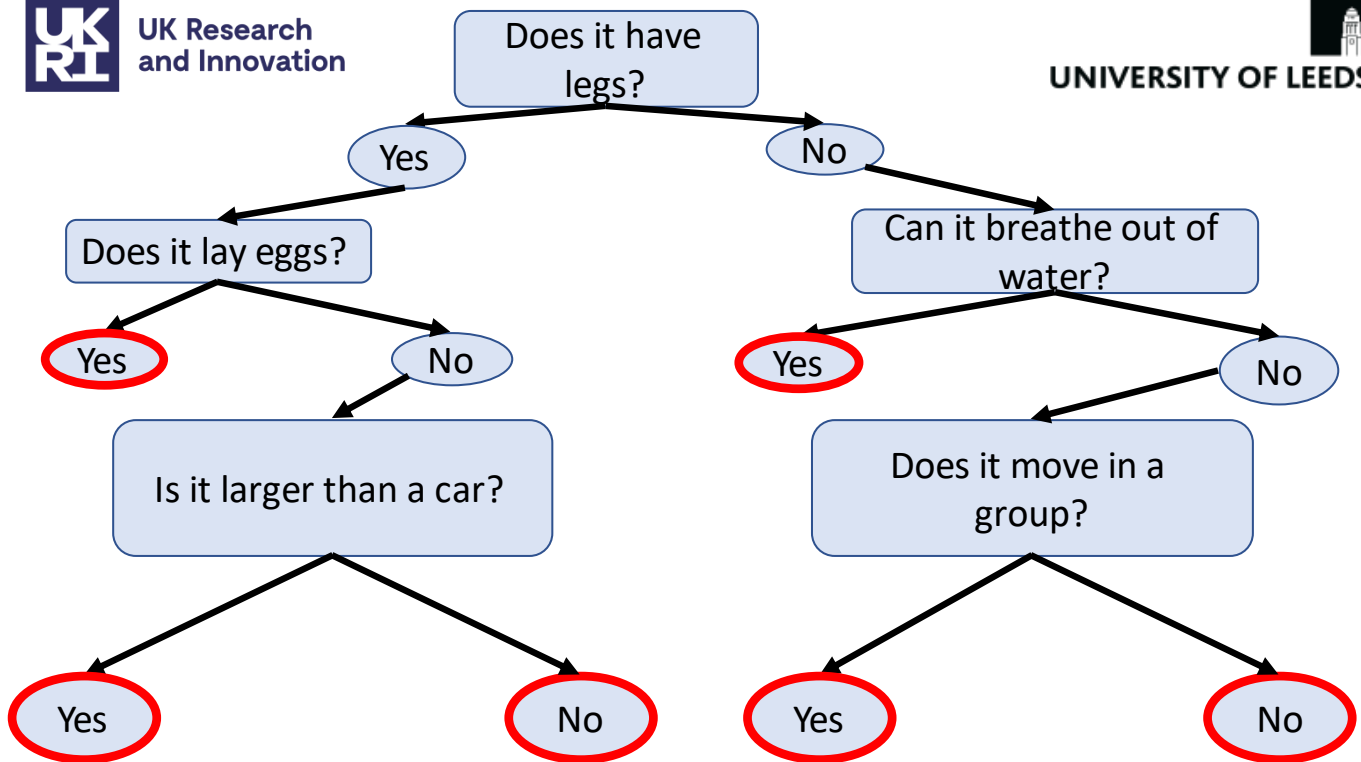 UK
RI
UK Research
and Innovation
Does it have
legs?
UNIVERSITY OF LEEDS
Yes
No
Does it lay eggs?
Can it breathe out of
water?
Yes
No
Yes
No
Is it larger than a car?
Does it move in a
group?
Yes
No
Yes
No